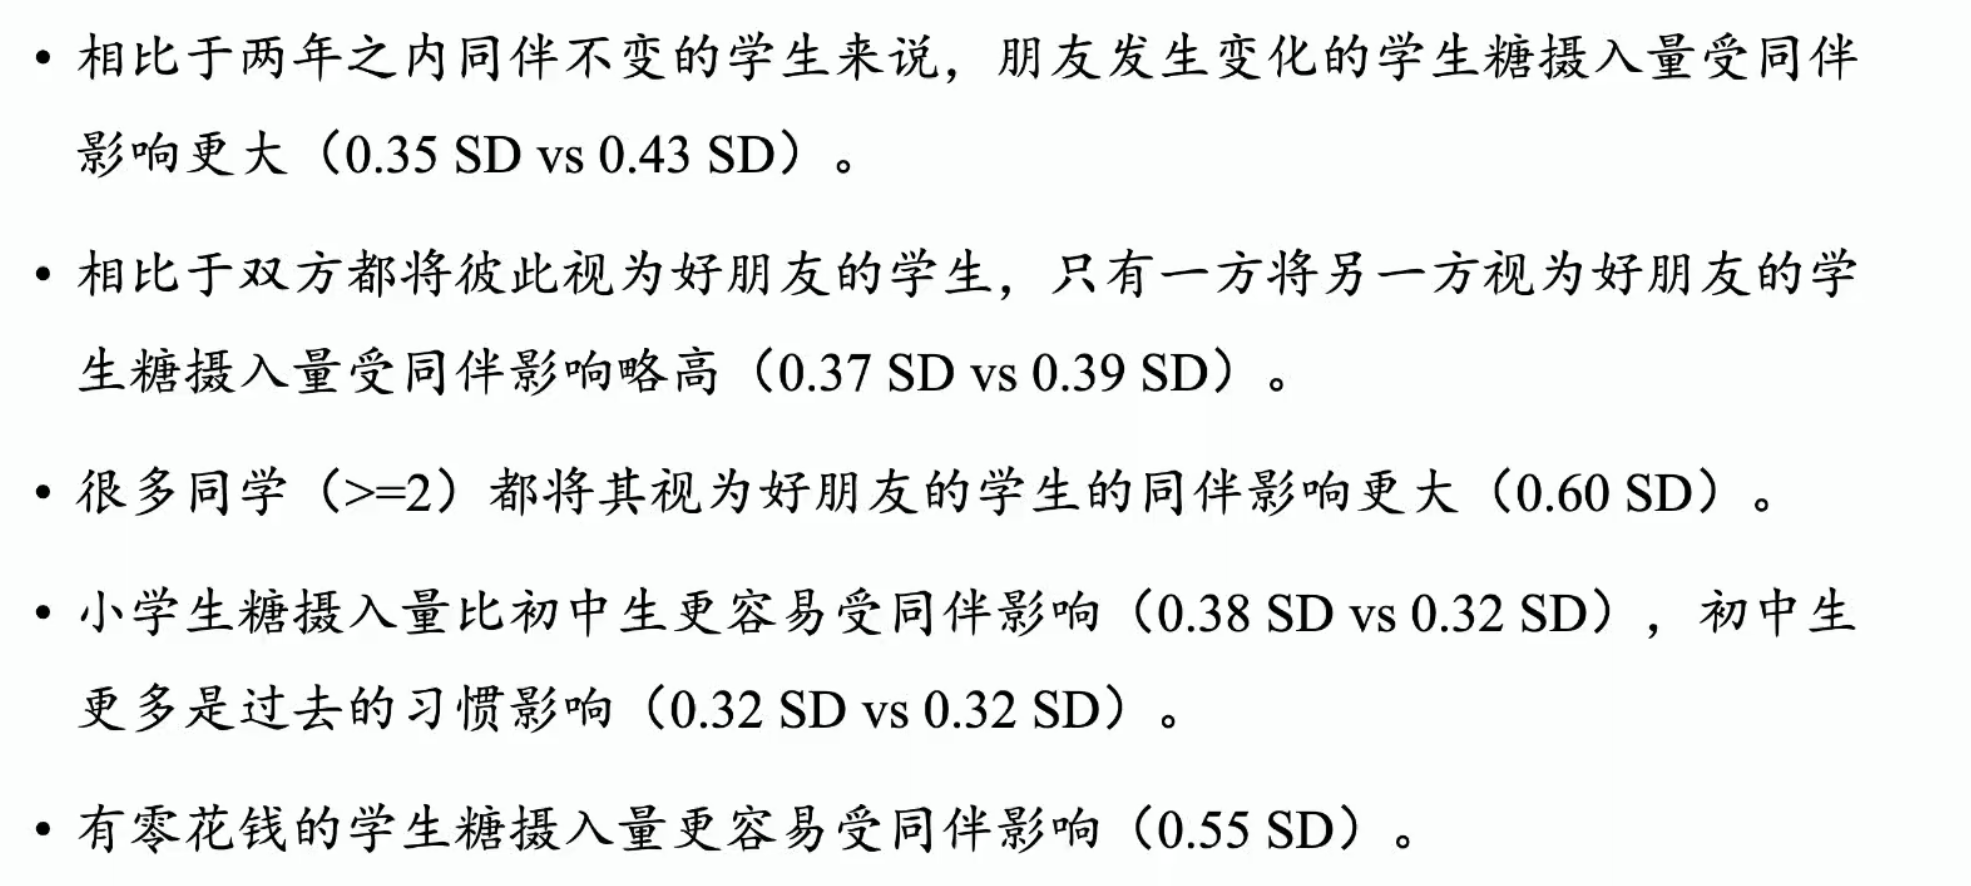 • 相比于两年之内同伴不变的学生来说，朋友发生变化的学生糖摄入量受同伴
影响更大（0.35 SD vs 0.43 SD）。
• 相比于双方都将彼此视为好朋友的学生，只有一方将另一方视为好朋友的学
生糖摄入量受同伴影响略高（0.37 SD vs 0.39 SD）。
• 很多同学（>=2）都将其视为好朋友的学生的同伴影响更大（0.60 SD）。
• 小学生糖摄入量比初中生更容易受同伴影响（0.38 SD vs 0.32 SD），初中生
更多是过去的习惯影响（0.32 SD vs 0.32 SD）。
• 有零花钱的学生糖摄入量更容易受同伴影响（0.55 SD）。